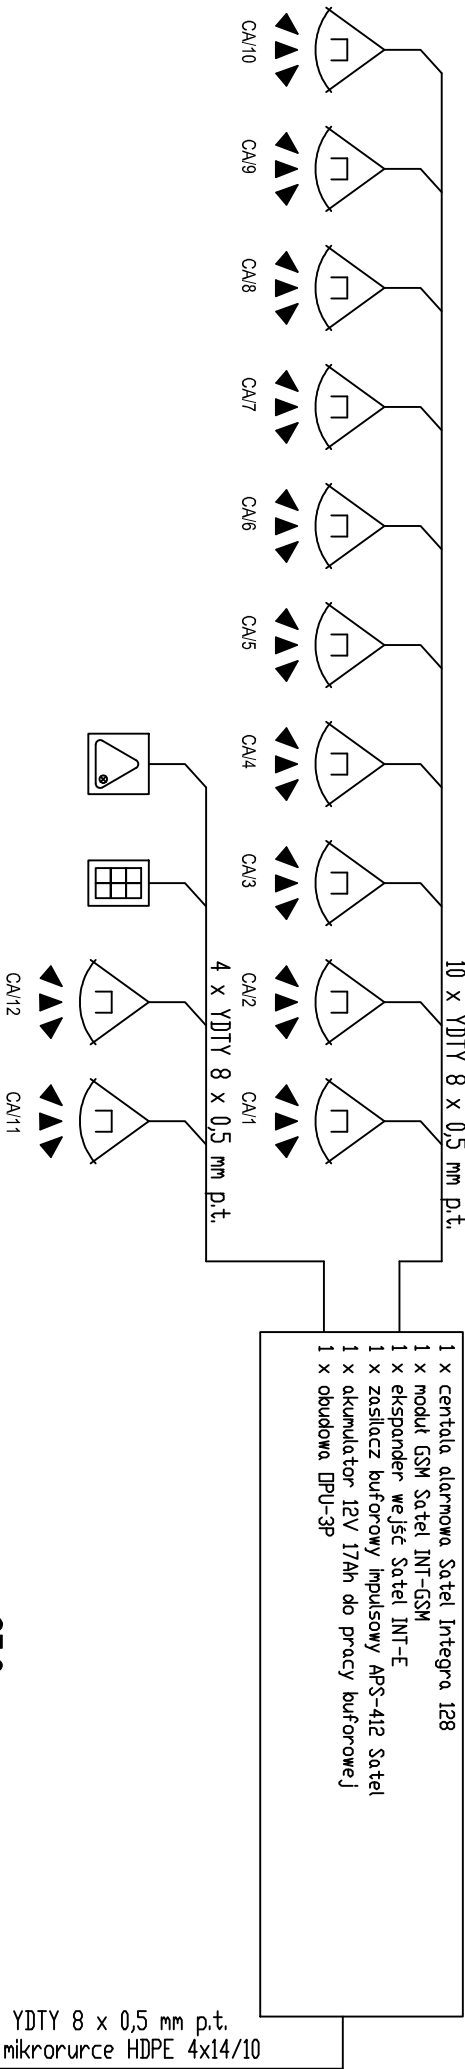 CA/10
CA/9
CA/8
CA/7
CA/6
CA/5
CA/4
CA/3
CA/2
CA/1
CA/12
CA/11
10 x YDTY 8 x 0,5 mm p.t.
4 x YDTY 8 x 0,5 mm p.t.
1 x centala alarmowa Satel Integra 128
1 x moduł GSM Satel INT-GSM
1 x ekspander wejść Satel INT-E
1 x zasilacz buforowy impulsowy APS-412 Satel
1 x akumulator 12V 17Ah do pracy buforowej
1 x obudowa OPU-3P
YDTY 8 x 0,5 mm p.t.
mikrorurce HDPE 4x14/10